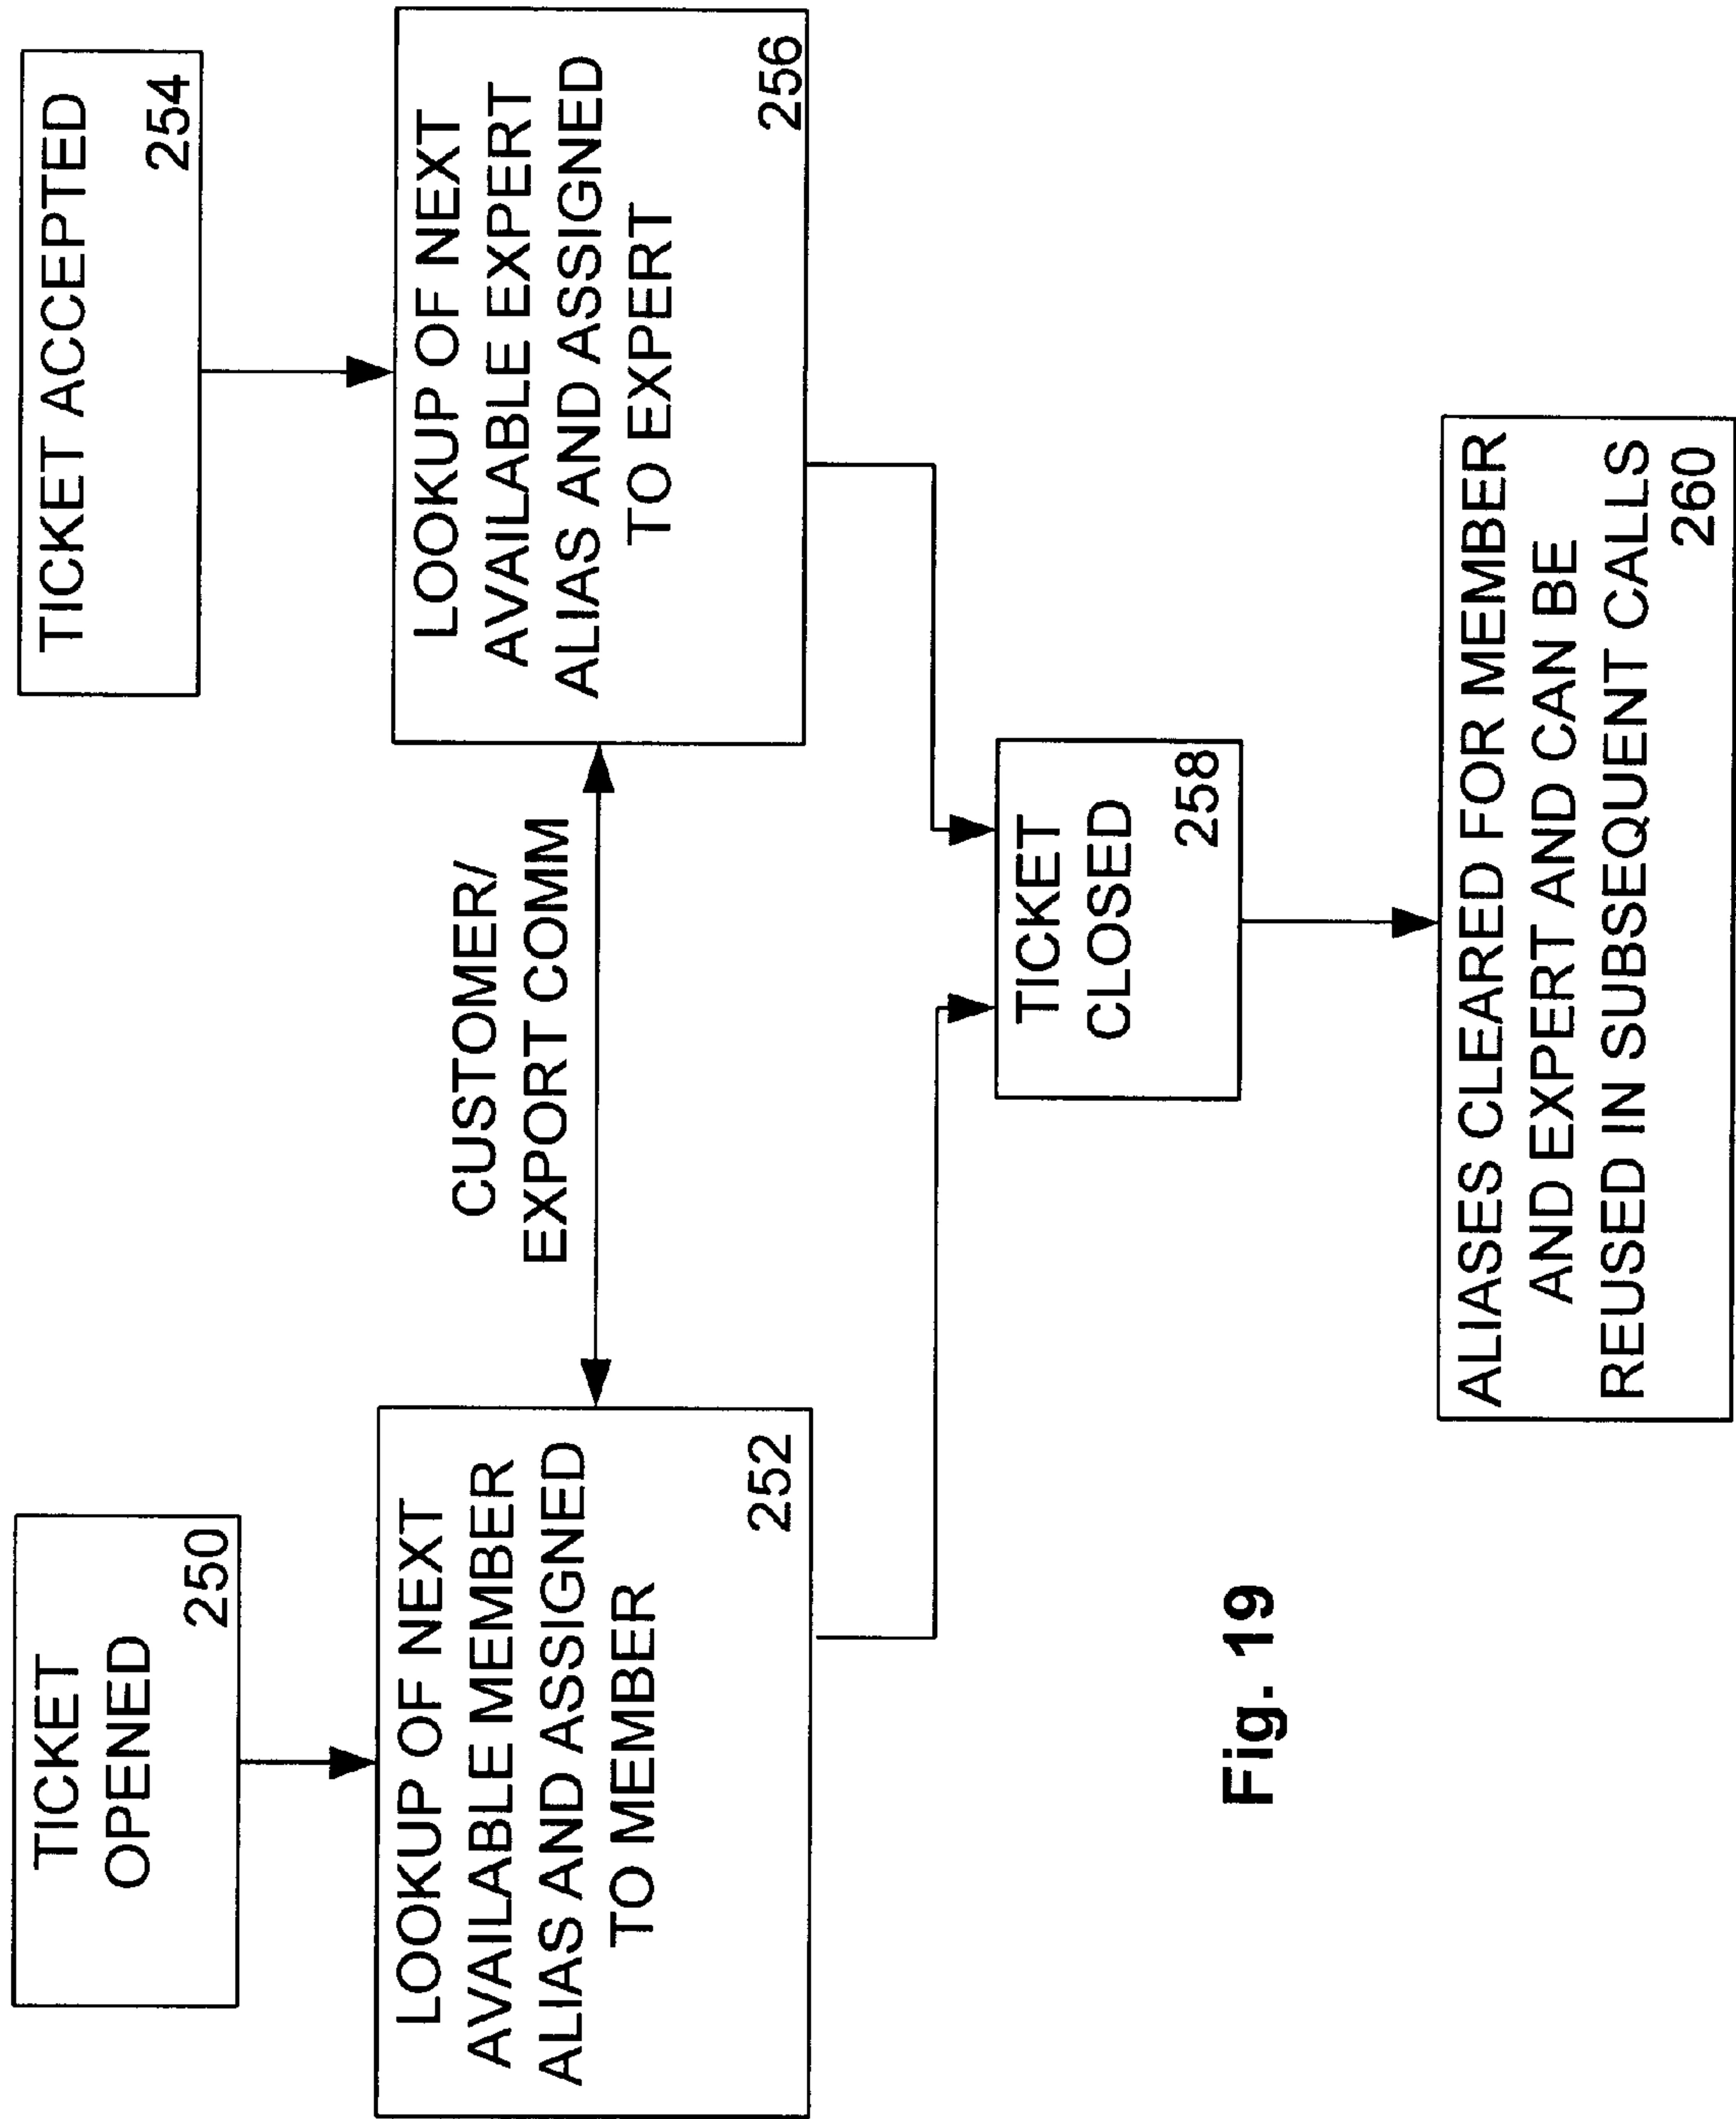 TICKET
OPENED
250
LOOKUP OF NEXT
AVAILABLE MEMBER
ALIAS AND ASSIGNED
TO MEMBER
252
CUSTOMER/
EXPORT COMM
TICKET ACCEPTED
254
LOOKUP OF NEXT
AVAILABLE EXPERT
ALIAS AND ASSIGNED
TO EXPERT
256
TICKET
CLOSED
258
ALIASES CLEARED FOR MEMBER
AND EXPERT AND CAN BE
REUSED IN SUBSEQUENT CALLS
260
Fig. 19